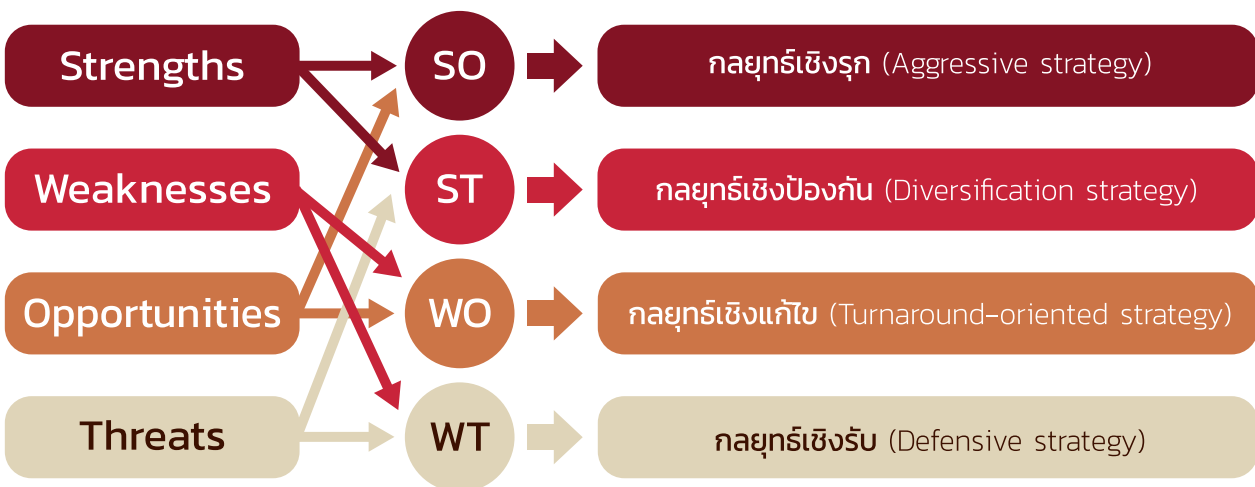 Strengths
SO
กลยุทธ์เชิงรุก (Aggressive strategy)
Weaknesses
ST
กลยุทธ์เชิงป้องกัน (Diversification strategy)
Opportunities
WO
กลยุทธ์เชิงแก้ไข (Turnaround-oriented strategy)
Threats
WT
กลยุทธ์เชิงรับ (Defensive strategy)